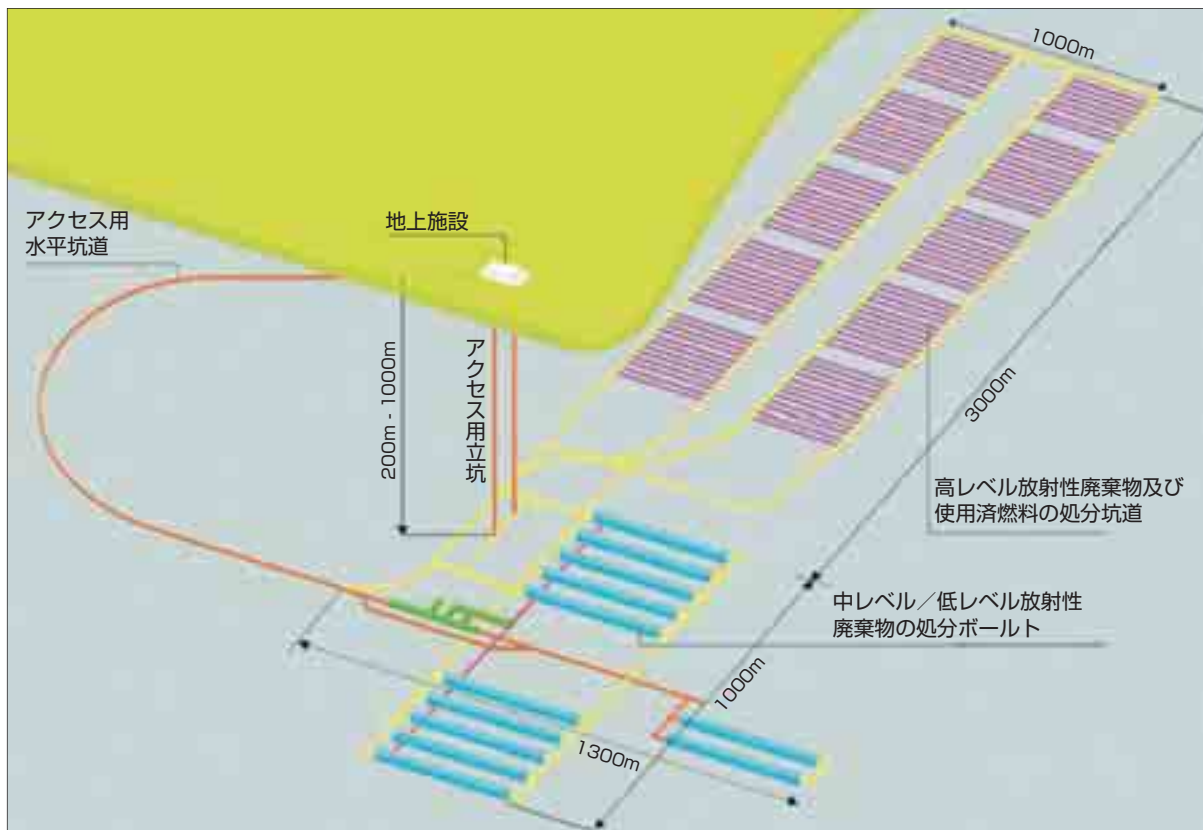 1000m
アクセス用
水平坑道
地上施設
200m - 1000m
アクセス用立坑
3000m
高レベル放射性廃棄物及び
使用済燃料の処分坑道
中レベル／低レベル放射性
廃棄物の処分ボールト
1000m
1300m